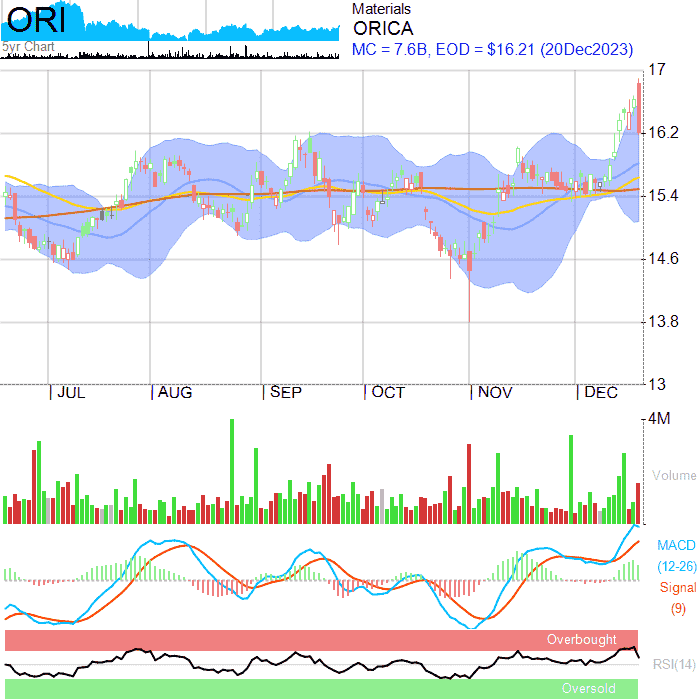 ORI
5yr Chart
Materials
ORICA
MC = 7.6B, EOD = $16.21 (20Dec2023)
17
16.2
15.4
14.6
13.8
13
JUL AUG SEP OCT NOV DEC
4M
Volume
MACD
(12-26)
Signal
(9)
Overbought
RSI(14)
Oversold